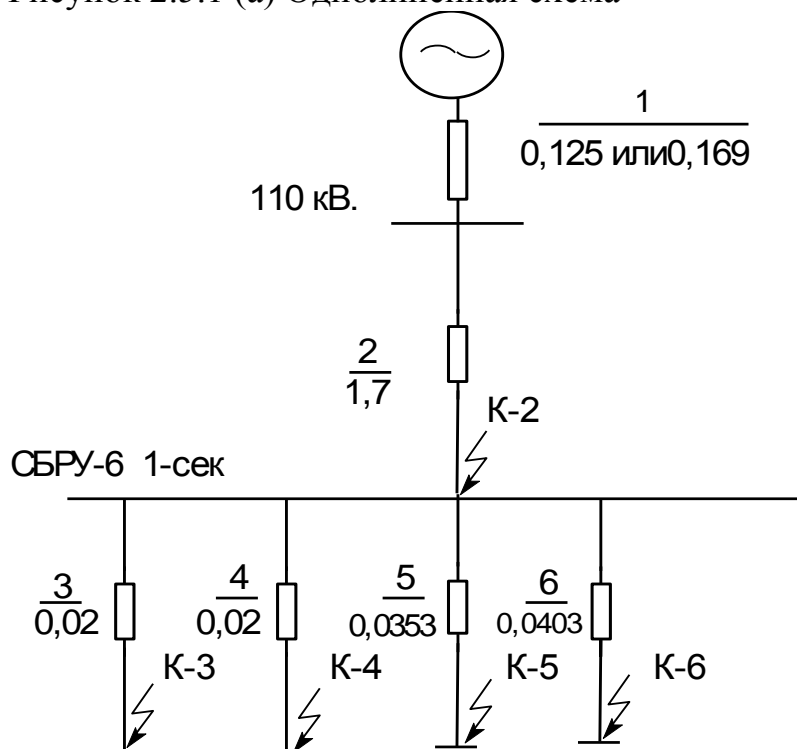 Рисунок 2.3.1 (а) Однолинейная схема
1
0,125 или0,169
110 кВ.
2
1,7
К-2
СБРУ-6 1-сек
3
0,02
4
0,02
5
0,0353
6
0,0403
К-3
К-4
К-5
К-6